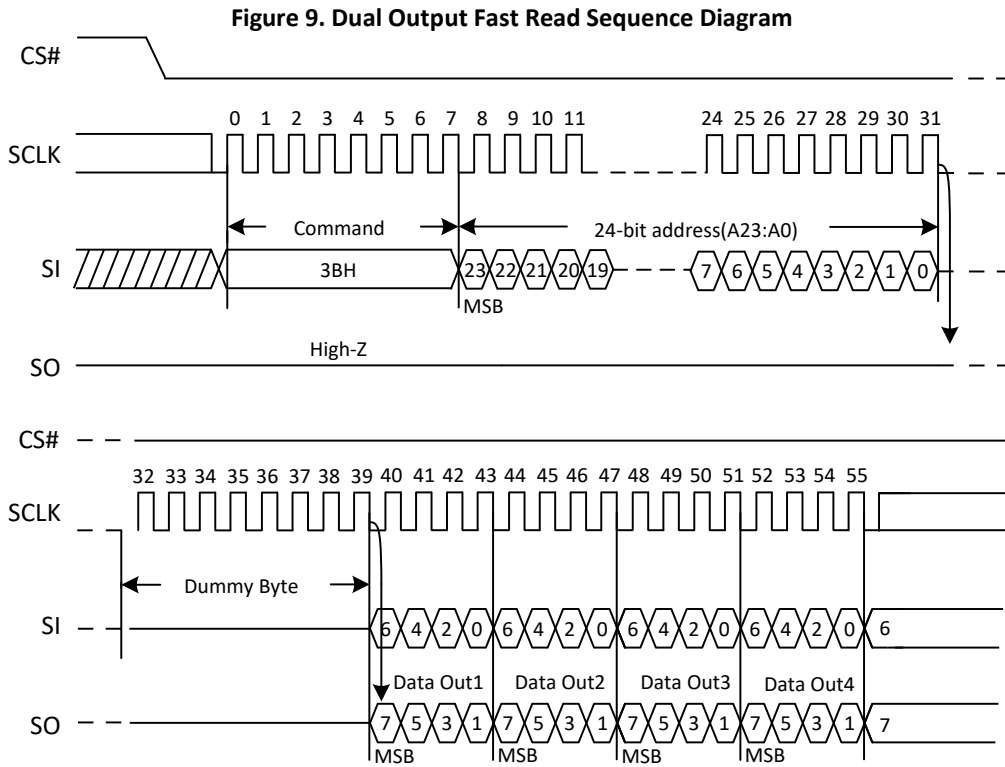 Figure 9. Dual Output Fast Read Sequence Diagram
CS#
0 1 2 3 4 5 6 7 8 9 10 11 24 25 26 27 28 29 30 31
SCLK
Command 24-bit address(A23:A0)
SI 3BH 23 22 21 20 19 7 6 5 4 3 2 1 0
MSB
High-Z
SO
CS#
32 33 34 35 36 37 38 39 40 41 42 43 44 45 46 47 48 49 50 51 52 53 54 55
SCLK
Dummy Byte
SI 6 4 2 0 6 4 2 0 6 4 2 0 6 4 2 0 6
Data Out1 Data Out2 Data Out3 Data Out4
SO 7 5 3 1 7 5 3 1 7 5 3 1 7 5 3 1 7
MSB MSB MSB MSB